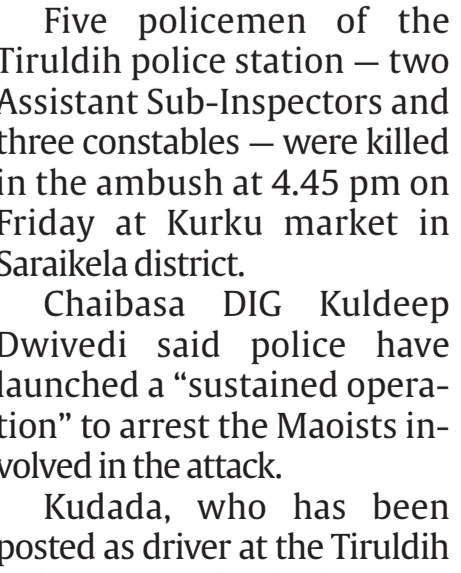 Five policemen of the
Tiruldih police station — two
Assistant Sub-Inspectors and
three constables — were killed
in the ambush at 4.45 pm on
Friday at Kurku market in
Saraikela district.
Chaibasa DIG Kuldeep
Dwivedi said police have
launched a “sustained opera-
tion” to arrest the Maoists in-
volved in the attack.
Kudada, who has been
posted as driver at the Tiruldih